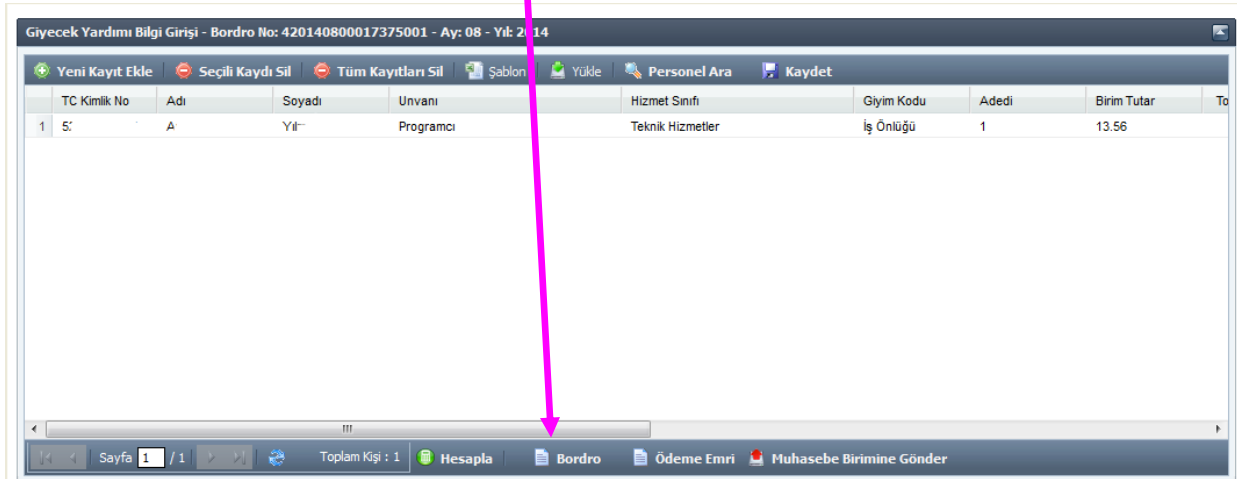 Giyecek Yardımı Bilgi Girişi - Bordro No: 420140800017375001 - Ay: 08 - Yıl: 2014
Yeni Kayıt Ekle Seçili Kaydı Sil Tüm Kayıtları Sil Şablon Yükle Personel Ara Kaydet
TC Kimlik No Adı Soyadı Unvanı Hizmet Sınıfı Giyim Kodu Adedi Birim Tutar To
1 5 A Yıl Programcı Teknik Hizmetler İş Önlüğü 1 13.56
Sayfa 1 / 1 Toplam Kişi : 1 Hesapla Bordro Ödeme Emri Muhasebe Birimine Gönder